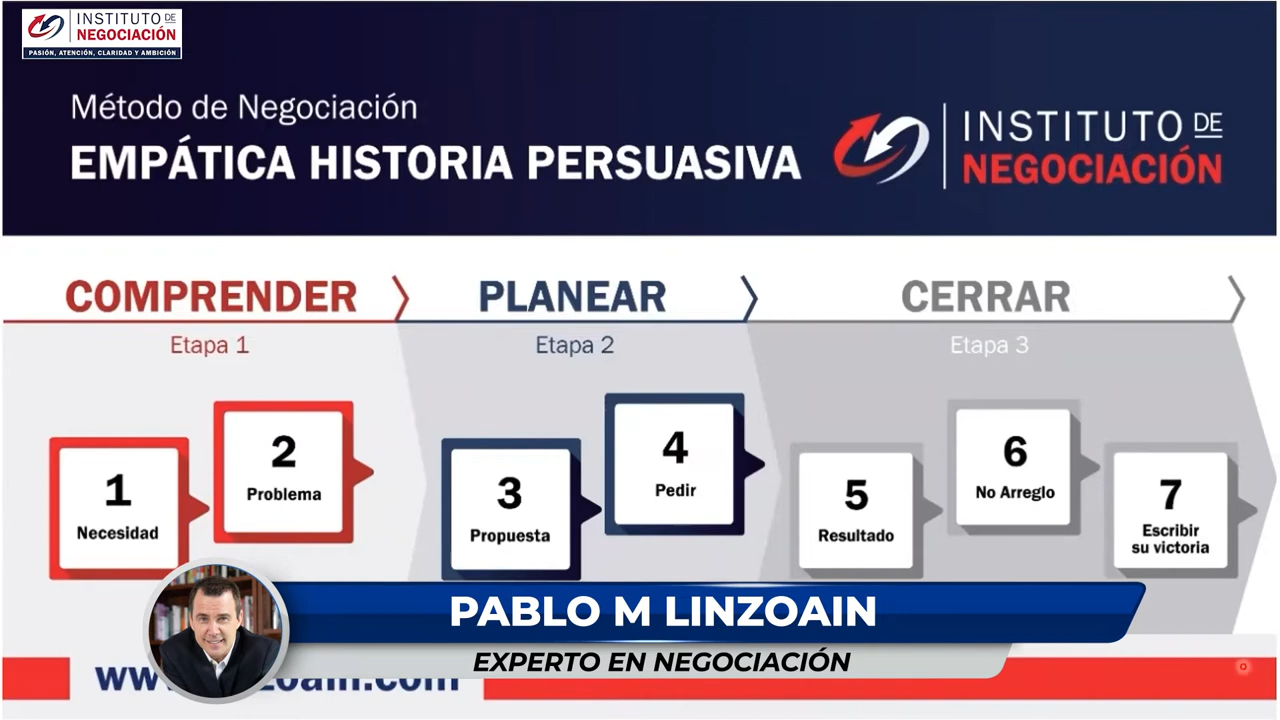 INSTITUTO DE
NEGOCIACIÓN
PASIÓN, ATENCIÓN, CLARIDAD Y AMBICIÓN
Método de Negociación
EMPÁTICA HISTORIA PERSUASIVA
INSTITUTO DE
NEGOCIACIÓN
COMPRENDER
PLANEAR
CERRAR
Etapa 1
Etapa 2
Etapa 3
1
Necesidad
2
Problema
3
Propuesta
4
Pedir
5
Resultado
6
No Arreglo
7
Escribir
su victoria
PABLO M LINZOAIN
EXPERTO EN NEGOCIACIÓN